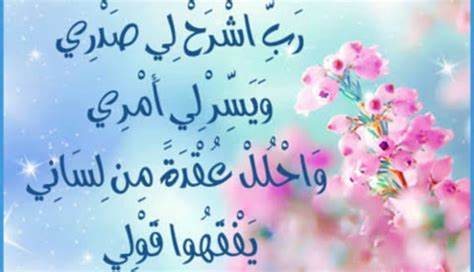 رَبِّ اشْرَحْ لِي صَدْرِي
وَيَسِّرْ لِي أَمْرِي
وَاحْلُلْ عُقْدَةً مِن لِسَانِي
يَفْقَهُوا قَوْلِي